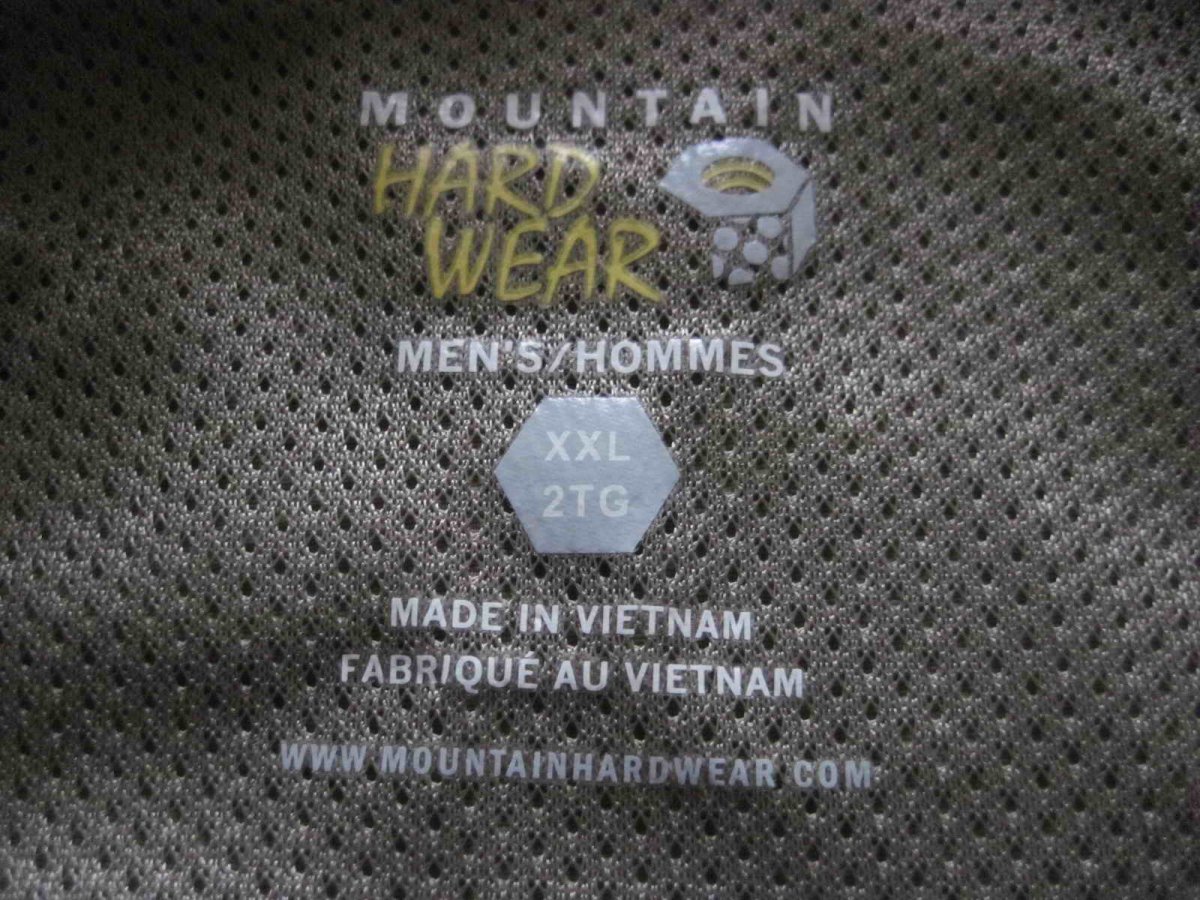 MOUNTAIN
HARD
WEAR
MEN'S/HOMMES
XXL
2TG
MADE IN VIETNAM
FABRIQUÉ AU VIETNAM
WWW.MOUNTAINHARDWEAR.COM